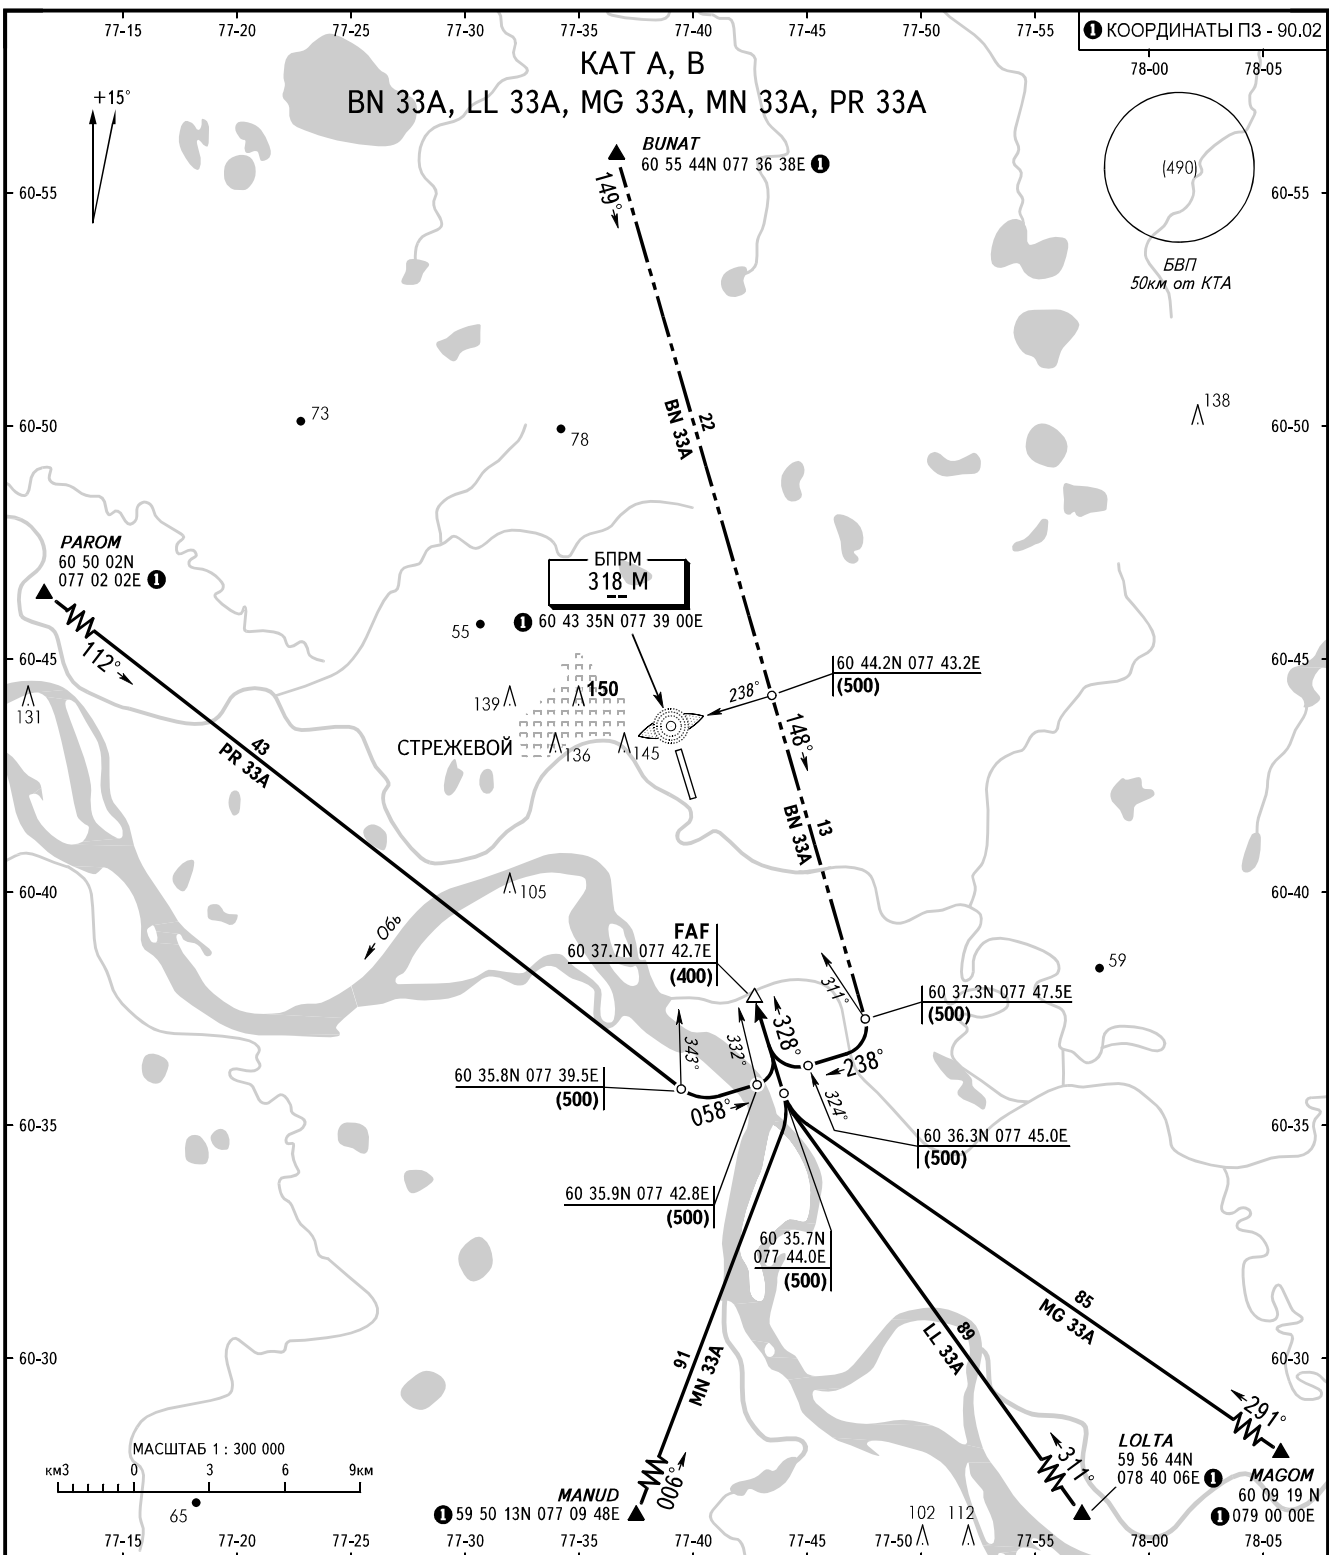 77-15 77-20 77-25 77-30 77-35 77-40 77-45 77-50 77-55
❶ КООРДИНАТЫ ПЗ - 90.02
78-00 78-05
КАТ А, В
BN 33A, LL 33A, MG 33A, MN 33A, PR 33A
+15°
BUNAT
60 55 44N 077 36 38E ❶
149°
(490)
БВП
50км от КТА
60-55 60-55
22
BN 33A
73
78
138
60-50 60-50
PAROM
60 50 02N
077 02 02E ❶
112°
БПРМ
318 М
❶ 60 43 35N 077 39 00E
55
60-45 60-45
60 44.2N 077 43.2E
(500)
238°
148°
131
139
150
136
145
СТРЕЖЕВОЙ
43
PR 33A
13
BN 33A
60-40 60-40
105
Обь
FAF
60 37.7N 077 42.7E
(400)
59
311°
60 37.3N 077 47.5E
(500)
343°
332°
328°
238°
324°
60 35.8N 077 39.5E
(500)
058°
60-35 60-35
60 36.3N 077 45.0E
(500)
60 35.9N 077 42.8E
(500)
60 35.7N
077 44.0E
(500)
85
MG 33A
89
LL 33A
91
MN 33A
60-30 60-30
291°
311°
006°
МАСШТАБ 1 : 300 000
км3 0 3 6 9км
65
LOLTA
59 56 44N
078 40 06E ❶
MAGOM
60 09 19 N
❶ 079 00 00E
MANUD
❶ 59 50 13N 077 09 48E
102 112
77-15 77-20 77-25 77-30 77-35 77-40 77-45 77-50 77-55 78-00 78-05